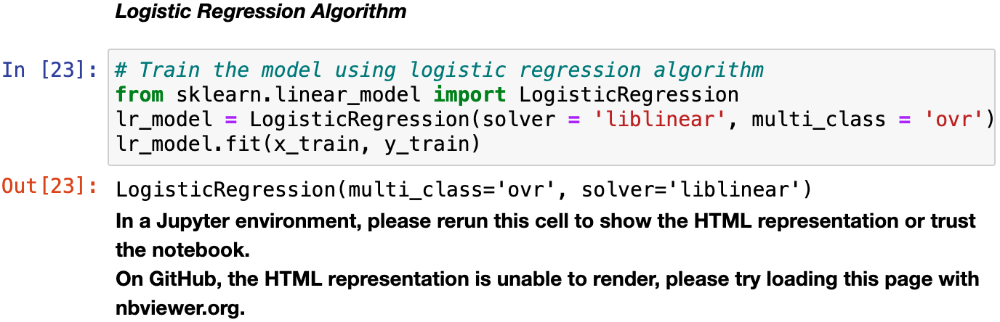 Logistic Regression Algorithm
In [23]:
# Train the model using logistic regression algorithm
from sklearn.linear_model import LogisticRegression
lr_model = LogisticRegression(solver = 'liblinear', multi_class = 'ovr')
lr_model.fit(x_train, y_train)
Out[23]:
LogisticRegression(multi_class='ovr', solver='liblinear')
In a Jupyter environment, please rerun this cell to show the HTML representation or trust
the notebook.
On GitHub, the HTML representation is unable to render, please try loading this page with
nbviewer.org.